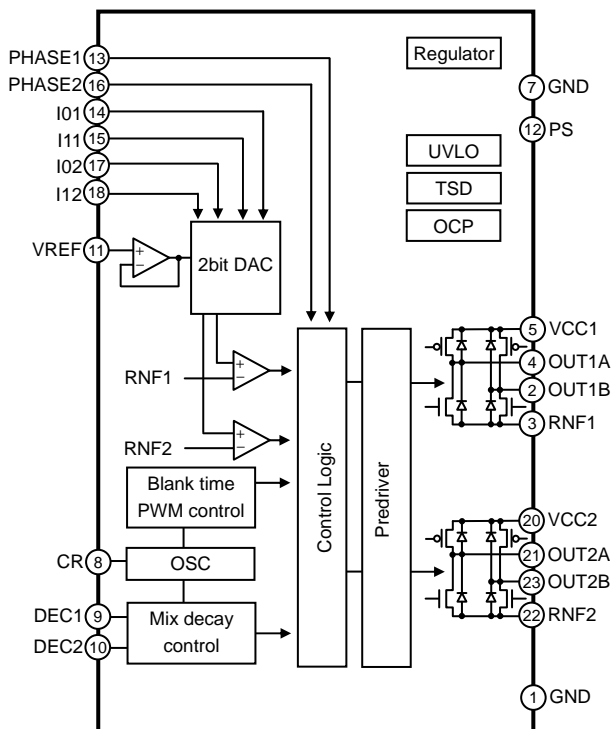 PHASE1 13
PHASE2 16
I01 14
I11 15
I02 17
I12 18
VREF 11
+
−
2bit DAC
Regulator
7 GND
12 PS
UVLO
TSD
OCP
RNF1
+
−
RNF2
+
−
Blank time
PWM control
CR 8
OSC
DEC1 9
DEC2 10
Mix decay
control
Control Logic
Predriver
5 VCC1
4 OUT1A
2 OUT1B
3 RNF1
20 VCC2
21 OUT2A
23 OUT2B
22 RNF2
1 GND